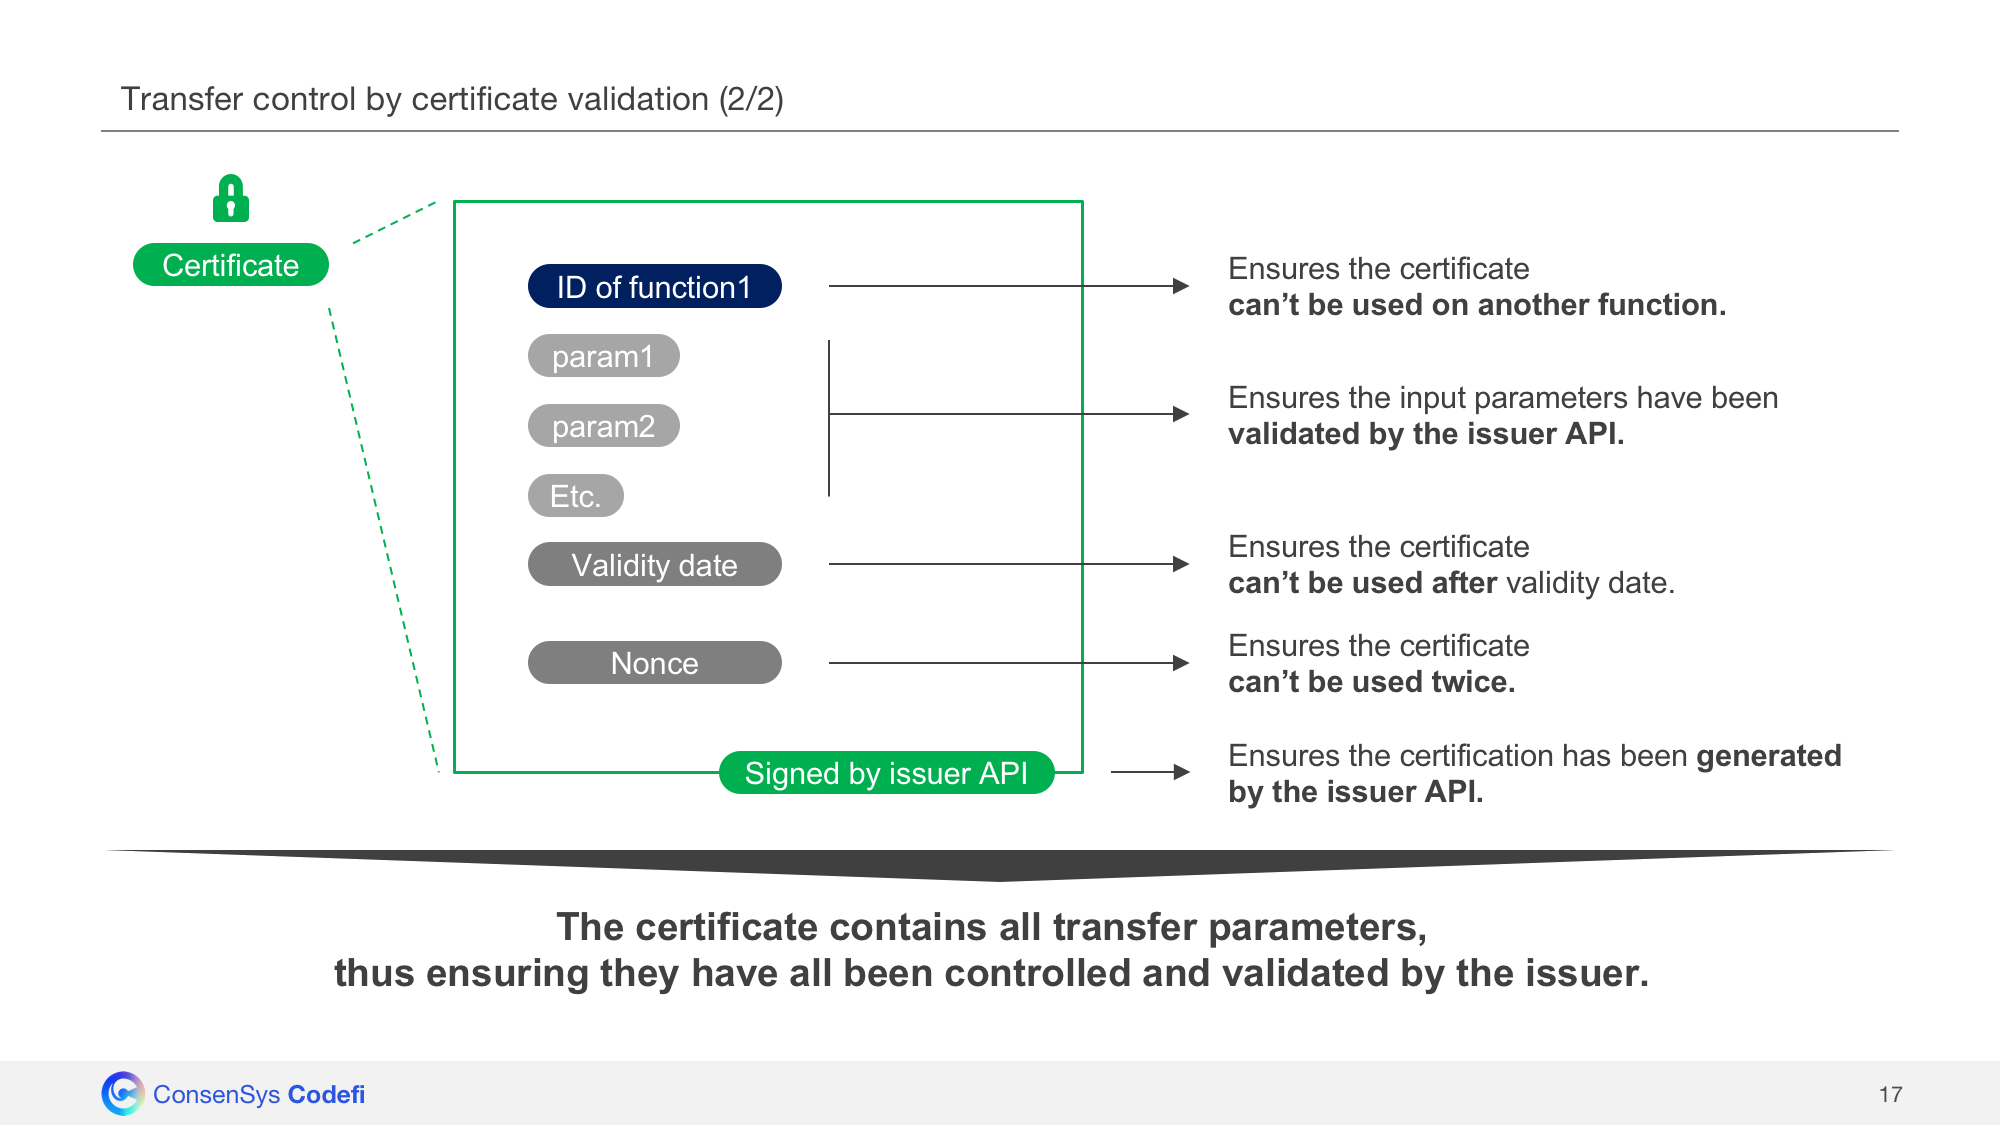 Transfer control by certificate validation (2/2)
Certificate
ID of function1
param1
param2
Etc.
Validity date
Nonce
Signed by issuer API
Ensures the certificate
can’t be used on another function.
Ensures the input parameters have been
validated by the issuer API.
Ensures the certificate
can’t be used after validity date.
Ensures the certificate
can’t be used twice.
Ensures the certification has been generated
by the issuer API.
The certificate contains all transfer parameters,
thus ensuring they have all been controlled and validated by the issuer.
ConsenSys Codefi
17